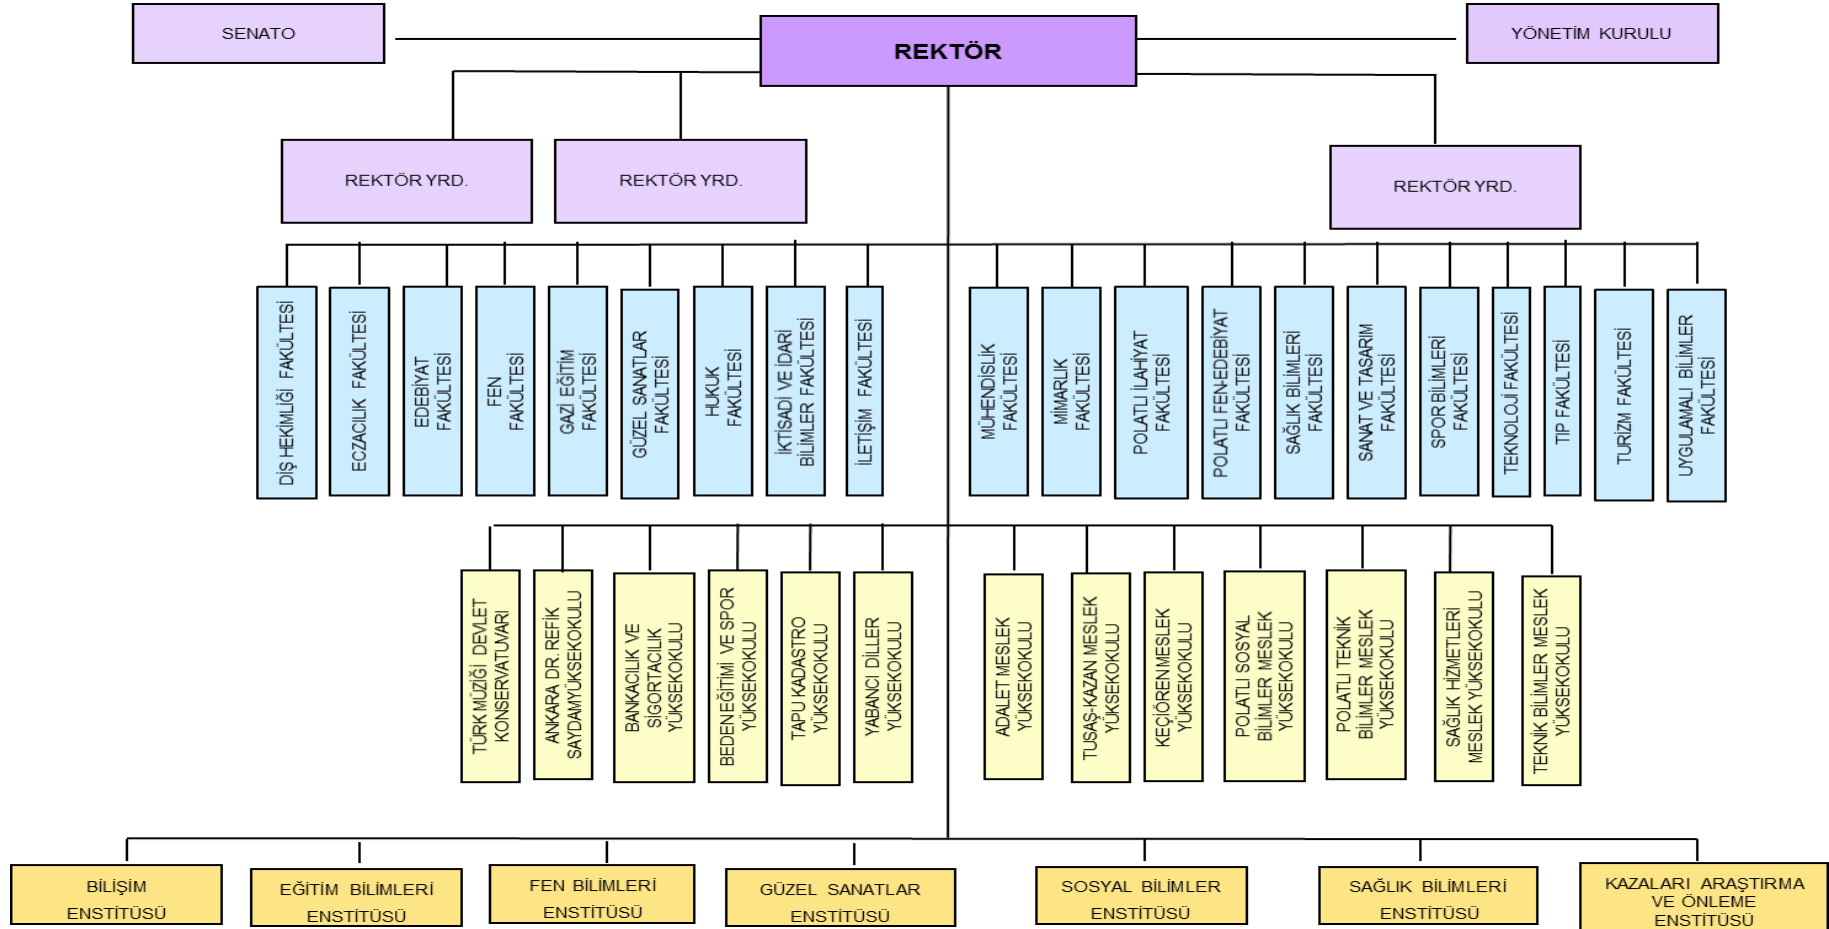 SENATO
REKTÖR
YÖNETİM KURULU
REKTÖR YRD.
REKTÖR YRD.
REKTÖR YRD.
DİŞ HEKİMLİĞİ FAKÜLTESİ
ECZACILIK FAKÜLTESİ
EDEBİYAT
FAKÜLTESİ
FEN
FAKÜLTESİ
GAZİ EĞİTİM
FAKÜLTESİ
GÜZEL SANATLAR
FAKÜLTESİ
HUKUK
FAKÜLTESİ
İKTİSADİ VE İDARİ
BİLİMLER FAKÜLTESİ
İLETİŞİM FAKÜLTESİ
MÜHENDİSLİK
FAKÜLTESİ
MİMARLIK
FAKÜLTESİ
POLATLI İLAHİYAT
FAKÜLTESİ
POLATLI FEN-EDEBİYAT
FAKÜLTESİ
SAĞLIK BİLİMLERİ
FAKÜLTESİ
SANAT VE TASARIM
FAKÜLTESİ
SPOR BİLİMLERİ
FAKÜLTESİ
TEKNOLOJİ FAKÜLTESİ
TIP FAKÜLTESİ
TURİZM FAKÜLTESİ
UYGULAMALI BİLİMLER
FAKÜLTESİ
TÜRK MÜZİĞİ DEVLET
KONSERVATUVARI
ANKARA DR. REFİK
SAYDAM YÜKSEKOKULU
BANKACILIK VE
SİGORTACILIK
YÜKSEKOKULU
BEDEN EĞİTİMİ VE SPOR
YÜKSEKOKULU
TAPU KADASTRO
YÜKSEKOKULU
YABANCI DİLLER
YÜKSEKOKULU
ADALET MESLEK
YÜKSEKOKULU
TUSAŞ-KAZAN MESLEK
YÜKSEKOKULU
KEÇİÖREN MESLEK
YÜKSEKOKULU
POLATLI SOSYAL
BİLİMLER MESLEK
YÜKSEKOKULU
POLATLI TEKNİK
BİLİMLER MESLEK
YÜKSEKOKULU
SAĞLIK HİZMETLERİ
MESLEK YÜKSEKOKULU
TEKNİK BİLİMLER MESLEK
YÜKSEKOKULU
BİLİŞİM
ENSTİTÜSÜ
EĞİTİM BİLİMLERİ
ENSTİTÜSÜ
FEN BİLİMLERİ
ENSTİTÜSÜ
GÜZEL SANATLAR
ENSTİTÜSÜ
SOSYAL BİLİMLER
ENSTİTÜSÜ
SAĞLIK BİLİMLERİ
ENSTİTÜSÜ
KAZALARI ARAŞTIRMA
VE ÖNLEME
ENSTİTÜSÜ